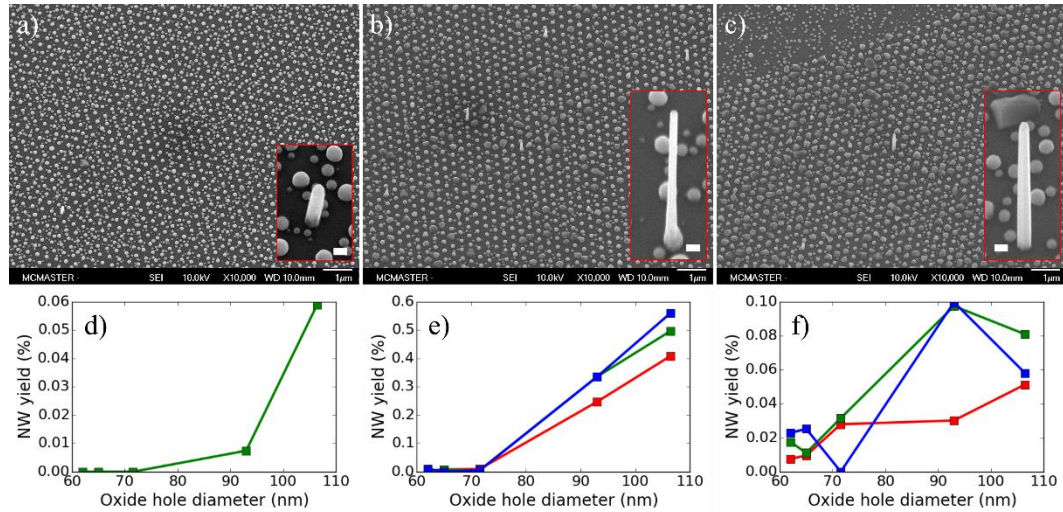 a)
b)
c)
MCMASTER - SEI 10.0kV X10,000 WD 10.0mm 1μm
MCMASTER - SEI 10.0kV X10,000 WD 10.0mm 1μm
MCMASTER - SEI 10.0kV X10,000 WD 10.0mm 1μm
d)
NW yield (%)
0.06
0.05
0.04
0.03
0.02
0.01
0.00
60 70 80 90 100 110
Oxide hole diameter (nm)
e)
NW yield (%)
0.6
0.5
0.4
0.3
0.2
0.1
0.0
60 70 80 90 100 110
Oxide hole diameter (nm)
f)
NW yield (%)
0.10
0.08
0.06
0.04
0.02
0.00
60 70 80 90 100 110
Oxide hole diameter (nm)